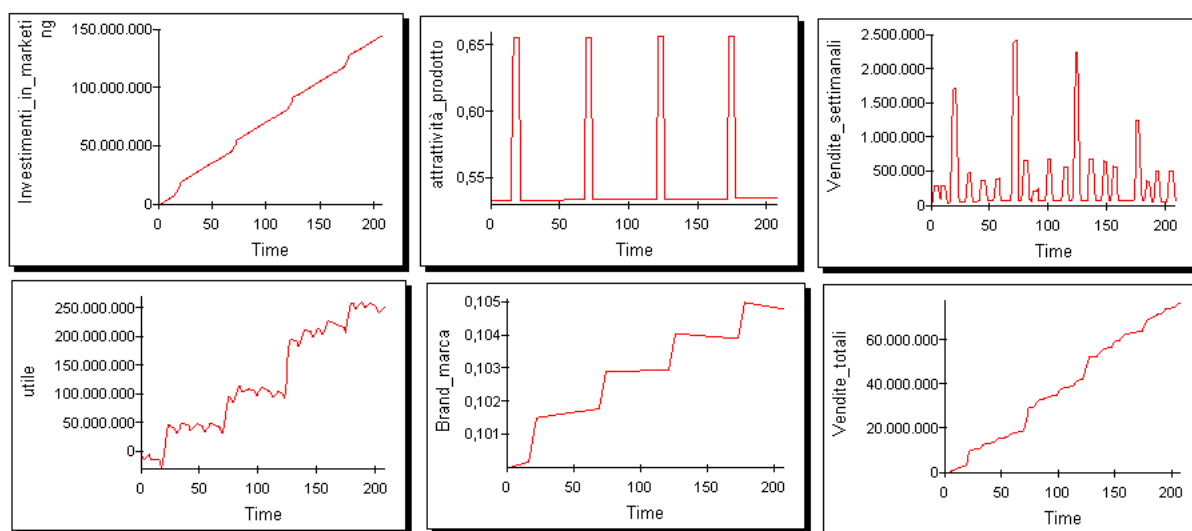 Investimenti_in_marketi
ng
150.000.000
100.000.000
50.000.000
0
0 50 100 150 200
Time
attrattività_prodotto
0,65
0,60
0,55
0 50 100 150 200
Time
Vendite_settimanali
2.500.000
2.000.000
1.500.000
1.000.000
500.000
0
0 50 100 150 200
Time
utile
250.000.000
200.000.000
150.000.000
100.000.000
50.000.000
0
0 50 100 150 200
Time
Brand_marca
0,105
0,104
0,103
0,102
0,101
0 50 100 150 200
Time
Vendite_totali
60.000.000
40.000.000
20.000.000
0
0 50 100 150 200
Time